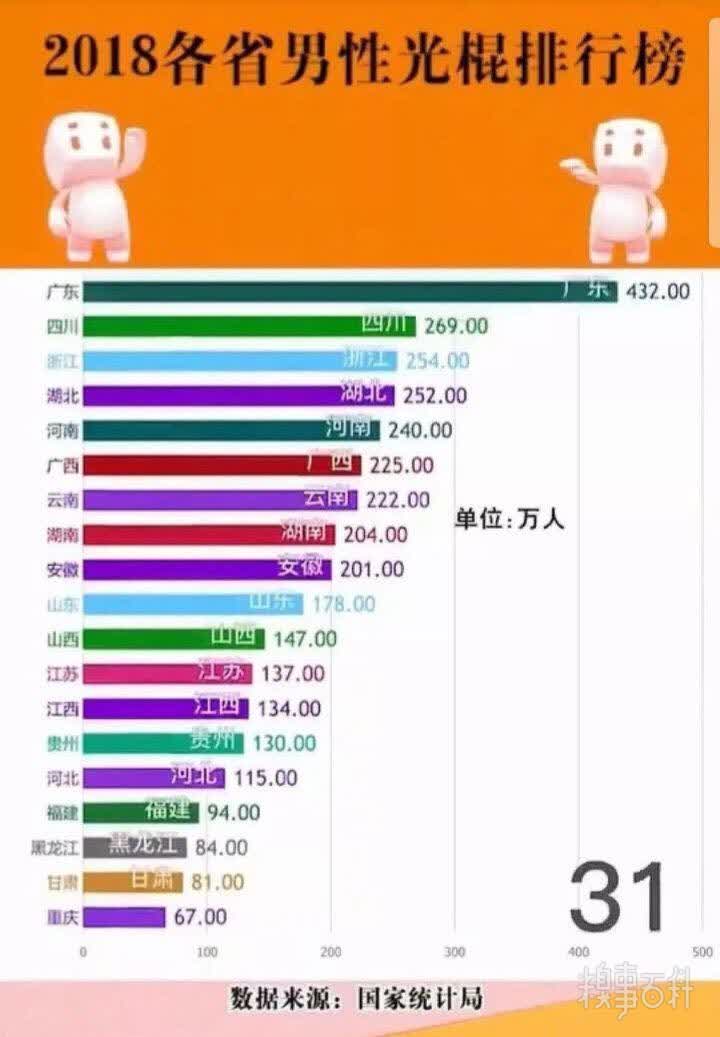 2018各省男性光棍排行榜
广东 广东 432.00
四川 四川 269.00
浙江 浙江 254.00
湖北 湖北 252.00
河南 河南 240.00
广西 广西 225.00
云南 云南 222.00
单位:万人
湖南 湖南 204.00
安徽 安徽 201.00
山东 山东 178.00
山西 山西 147.00
江苏 江苏 137.00
江西 江西 134.00
贵州 贵州 130.00
河北 河北 115.00
福建 福建 94.00
黑龙江 黑龙江 84.00
甘肃 甘肃 81.00
重庆 67.00
31
0 100 200 300 400 500
数据来源：国家统计局
糗事百科